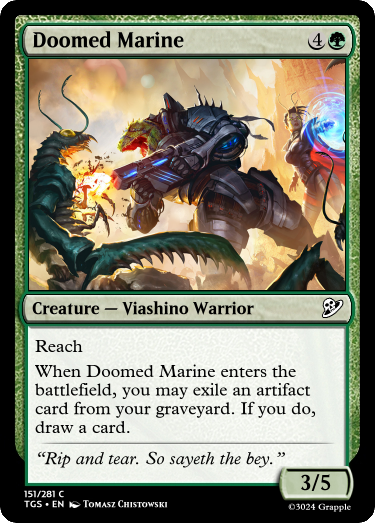 Doomed Marine 4
Creature — Viashino Warrior
Reach
When Doomed Marine enters the
battlefield, you may exile an artifact
card from your graveyard. If you do,
draw a card.
“Rip and tear. So sayeth the bey.”
3/5
151/281 C
TGS • EN Tomasz Chistowski
©3024 Grapple